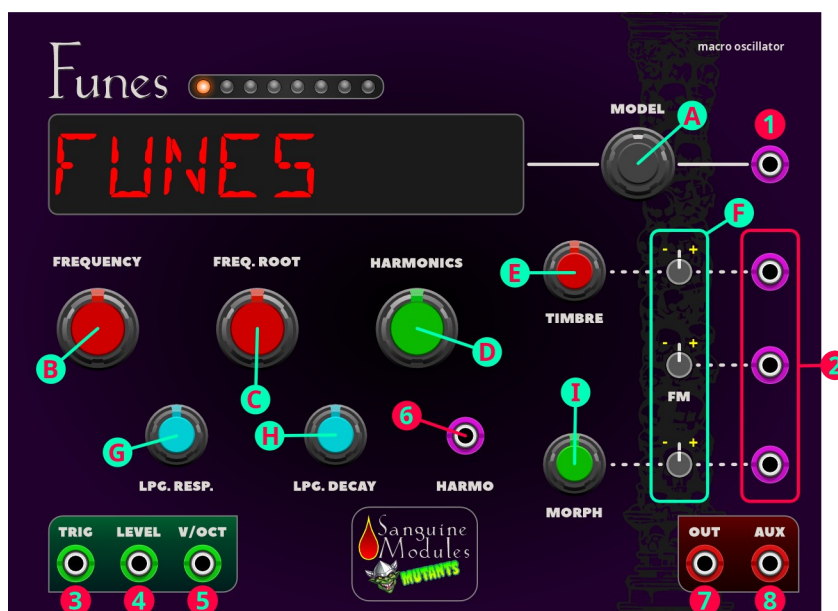 Funes
macro oscillator
MODEL
A
1
FUNES
F
FREQUENCY
FREQ. ROOT
HARMONICS
- +
E
TIMBRE
B
C
D
- +
2
FM
I
G
H
6
- +
LPG. RESP.
LPG. DECAY
HARMO
MORPH
TRIG
LEVEL
V/OCT
Sanguine
Modules
MUTANTS
OUT
AUX
3
4
5
7
8